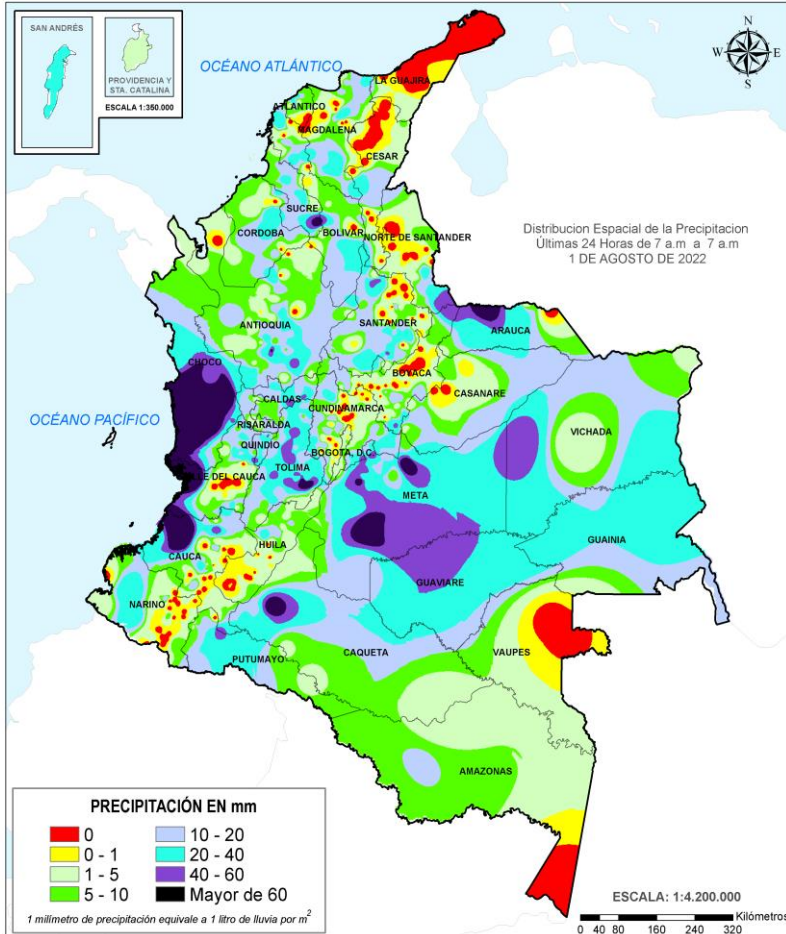 SAN ANDRÉS
PROVIDENCIA Y
STA. CATALINA
ESCALA 1:350.000
OCÉANO ATLÁNTICO
N
W
E
S
LA GUAJIRA
ATLANTICO
MAGDALENA
CESAR
SUCRE
CORDOBA
BOLIVAR
NORTE DE SANTANDER
Distribucion Espacial de la Precipitacion
Últimas 24 Horas de 7 a.m a 7 a.m
1 DE AGOSTO DE 2022
ANTIOQUIA
SANTANDER
ARAUCA
CHOCO
BOYACA
CASANARE
CALDAS
CUNDINAMARCA
OCÉANO PACÍFICO
RISARALDA
VICHADA
QUINDIO
BOGOTA, D.C
TOLIMA
VALLE DEL CAUCA
META
HUILA
CAUCA
GUAINIA
GUAVIARE
NARIÑO
PUTUMAYO
CAQUETA
VAUPES
AMAZONAS
PRECIPITACIÓN EN mm
0
10 - 20
0 - 1
20 - 40
1 - 5
40 - 60
5 - 10
Mayor de 60
1 milímetro de precipitación equivale a 1 litro de lluvia por m2
ESCALA: 1:4.200.000
Kilómetros
0 40 80 160 240 320